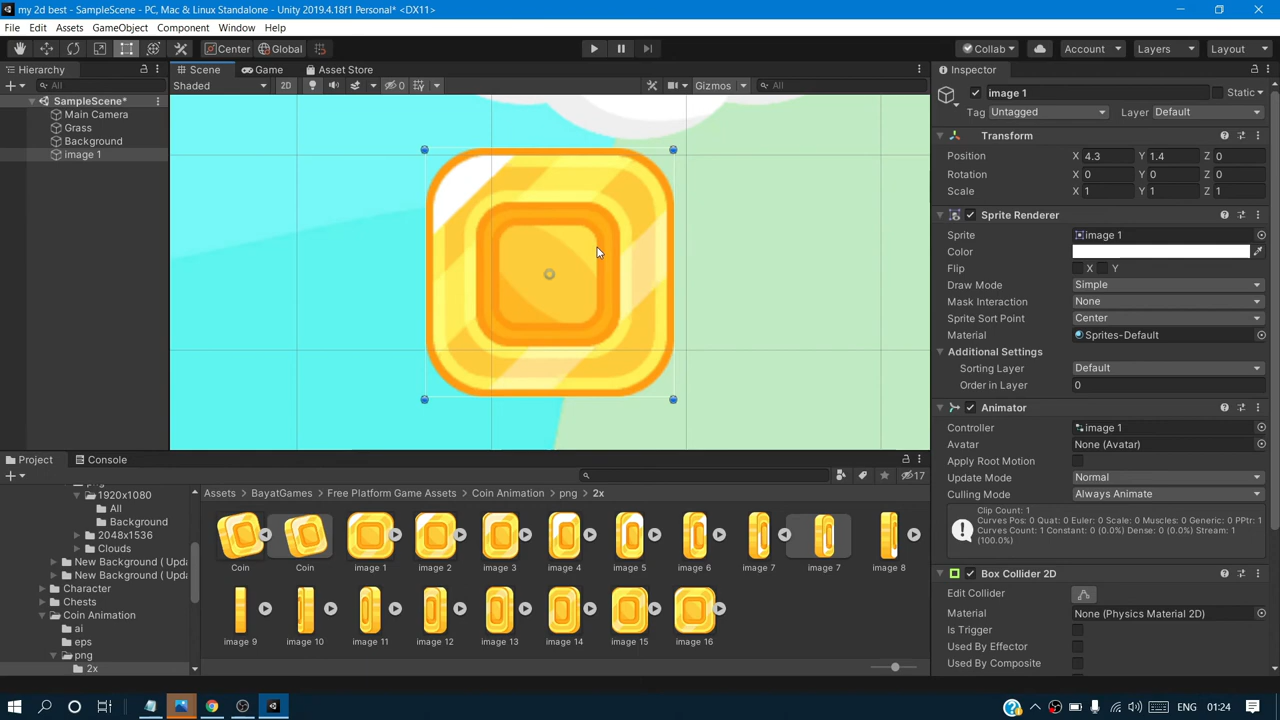 my 2d best - SampleScene - PC, Mac & Linux Standalone - Unity 2019.4.18f1 Personal* <DX11>
File Edit Assets GameObject Component Window Help
Center Global Collab Account Layers Layout
Hierarchy Scene Game Asset Store Inspector
All Shaded 2D 0 Gizmos All image 1 Static
SampleScene* Tag Untagged Layer Default
Main Camera
Grass
Background
image 1
Transform
Position X 4.3 Y 1.4 Z 0
Rotation X 0 Y 0 Z 0
Scale X 1 Y 1 Z 1
Sprite Renderer
Sprite image 1
Color
Flip X Y
Draw Mode Simple
Mask Interaction None
Sprite Sort Point Center
Material Sprites-Default
Additional Settings
Sorting Layer Default
Order in Layer 0
Animator
Controller image 1
Avatar None (Avatar)
Apply Root Motion
Update Mode Normal
Culling Mode Always Animate
Clip Count: 1
Curves Pos: 0 Quat: 0 Euler: 0 Scale: 0 Muscles: 0 Generic: 0 PPtr: 1
Curves Count: 1 Constant: 0 (0.0%) Dense: 0 (0.0%) Stream: 1 (100.0%)
Box Collider 2D
Edit Collider
Material None (Physics Material 2D)
Is Trigger
Used By Effector
Used By Composite
Project Console
17
png
1920x1080
All
Background
2048x1536
Clouds
New Background ( Upda
New Background ( Upda
Character
Chests
Coin Animation
ai
eps
png
2x
Assets > BayatGames > Free Platform Game Assets > Coin Animation > png > 2x
Coin Coin image 1 image 2 image 3 image 4 image 5 image 6 image 7 image 7 image 8
image 9 image 10 image 11 image 12 image 13 image 14 image 15 image 16
ENG 01:24